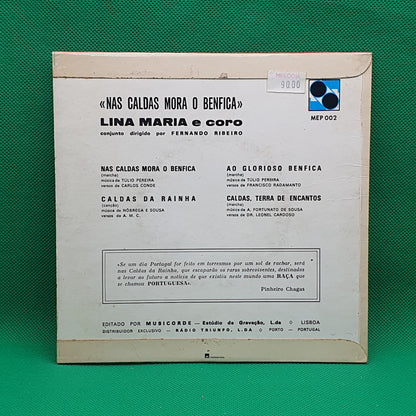 MELODIA
90.00
MEP 002
«NAS CALDAS MORA O BENFICA»
LINA MARIA e coro
conjunto dirigido por FERNANDO RIBEIRO
NAS CALDAS MORA O BENFICA
(marcha)
música de TÚLIO PEREIRA
versos de CARLOS CONDE
CALDAS DA RAINHA
(canção)
música de NÓBREGA E SOUSA
versos de A. M. C.
AO GLORIOSO BENFICA
(marcha)
música de TÚLIO PEREIRA
versos de FRANCISCO RADAMANTO
CALDAS, TERRA DE ENCANTOS
(marcha)
música de A. FORTUNATO DE SOUSA
versos de DR. LEONEL CARDOSO
«Se um dia Portugal for feito em torresmos por um sol de rachar, será
nas Caldas da Rainha, que escaparão os raros sobreviventes, destinados
a levar ao futuro a notícia de que existiu neste mundo uma RAÇA que
se chamou PORTUGUESA».
Pinheiro Chagas
EDITADO POR MUSICORDE — Estúdio de Gravação, L.da ◇ LISBOA
DISTRIBUIDOR EXCLUSIVO — RÁDIO TRIUNFO, L.DA ◇ PORTO — PORTUGAL